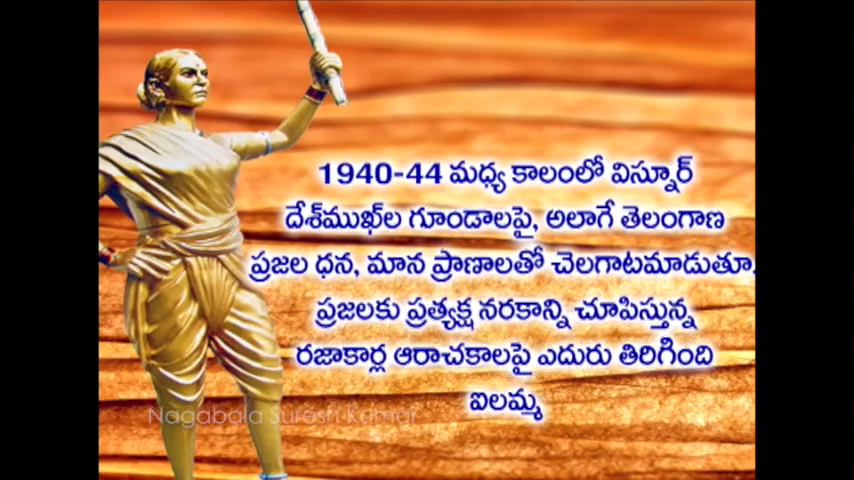 1940-44 మధ్య కాలంలో విస్నూర్
దేశ్‌ముఖ్‌ల గూండాలపై, అలాగే తెలంగాణ
ప్రజల ధన, మాన ప్రాణాలతో చెలగాటమాడుతూ.
ప్రజలకు ప్రత్యక్ష నరకాన్ని చూపిస్తున్న
రజాకార్ల ఆరాచకాలపై ఎదురు తిరిగింది
ఐలమ్మ
Nagabala Suresh Kumar